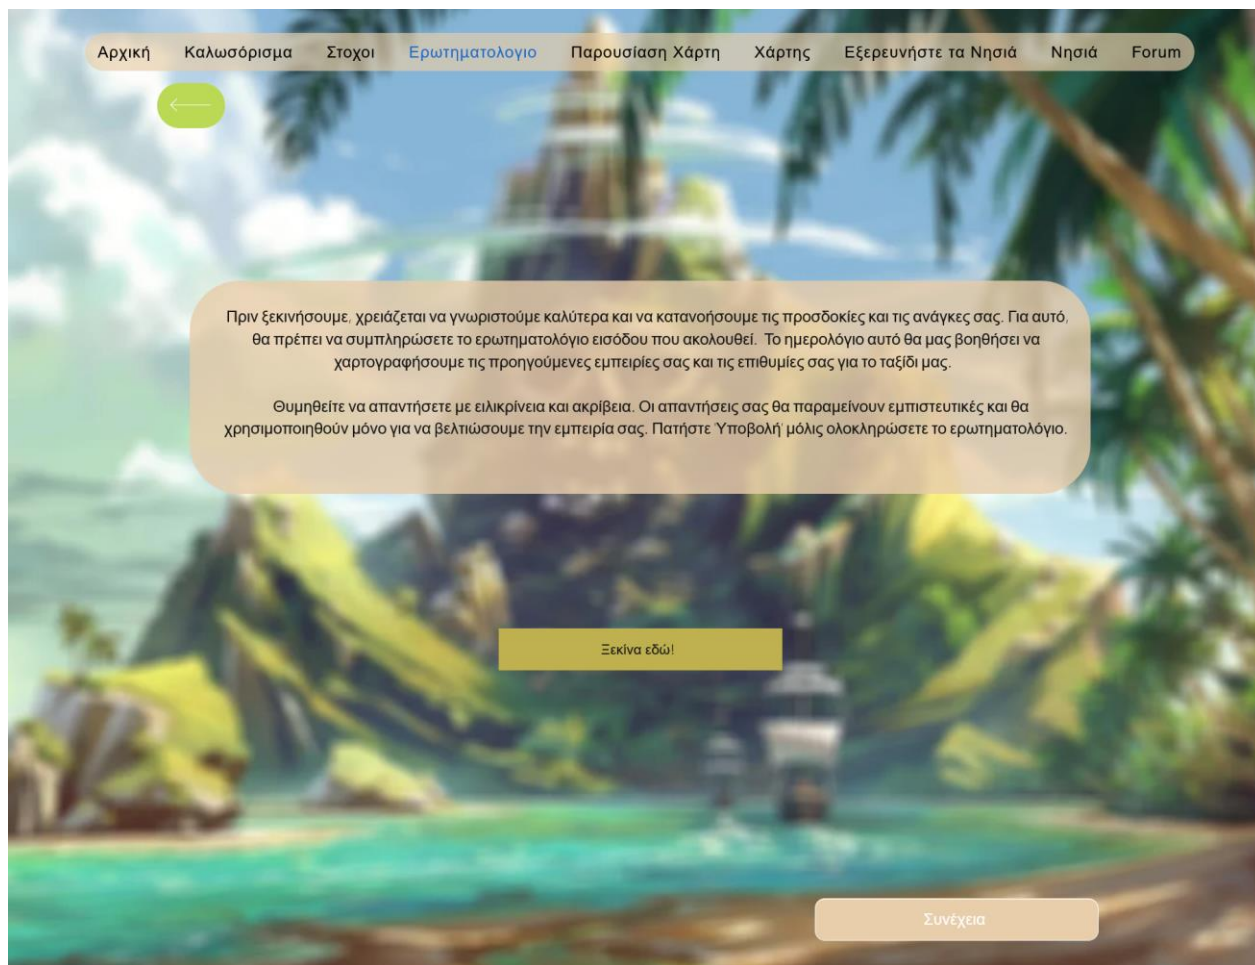 Αρχική Καλωσόρισμα Στοχοι Ερωτηματολογιο Παρουσίαση Χάρτη Χάρτης Εξερευνήστε τα Νησιά Νησιά Forum
Πριν ξεκινήσουμε, χρειάζεται να γνωριστούμε καλύτερα και να κατανοήσουμε τις προσδοκίες και τις ανάγκες σας. Για αυτό,
θα πρέπει να συμπληρώσετε το ερωτηματολόγιο εισόδου που ακολουθεί. Το ημερολόγιο αυτό θα μας βοηθήσει να
χαρτογραφήσουμε τις προηγούμενες εμπειρίες σας και τις επιθυμίες σας για το ταξίδι μας.
Θυμηθείτε να απαντήσετε με ειλικρίνεια και ακρίβεια. Οι απαντήσεις σας θα παραμείνουν εμπιστευτικές και θα
χρησιμοποιηθούν μόνο για να βελτιώσουμε την εμπειρία σας. Πατήστε 'Υποβολή' μόλις ολοκληρώσετε το ερωτηματολόγιο.
Ξεκίνα εδώ!
Συνέχεια